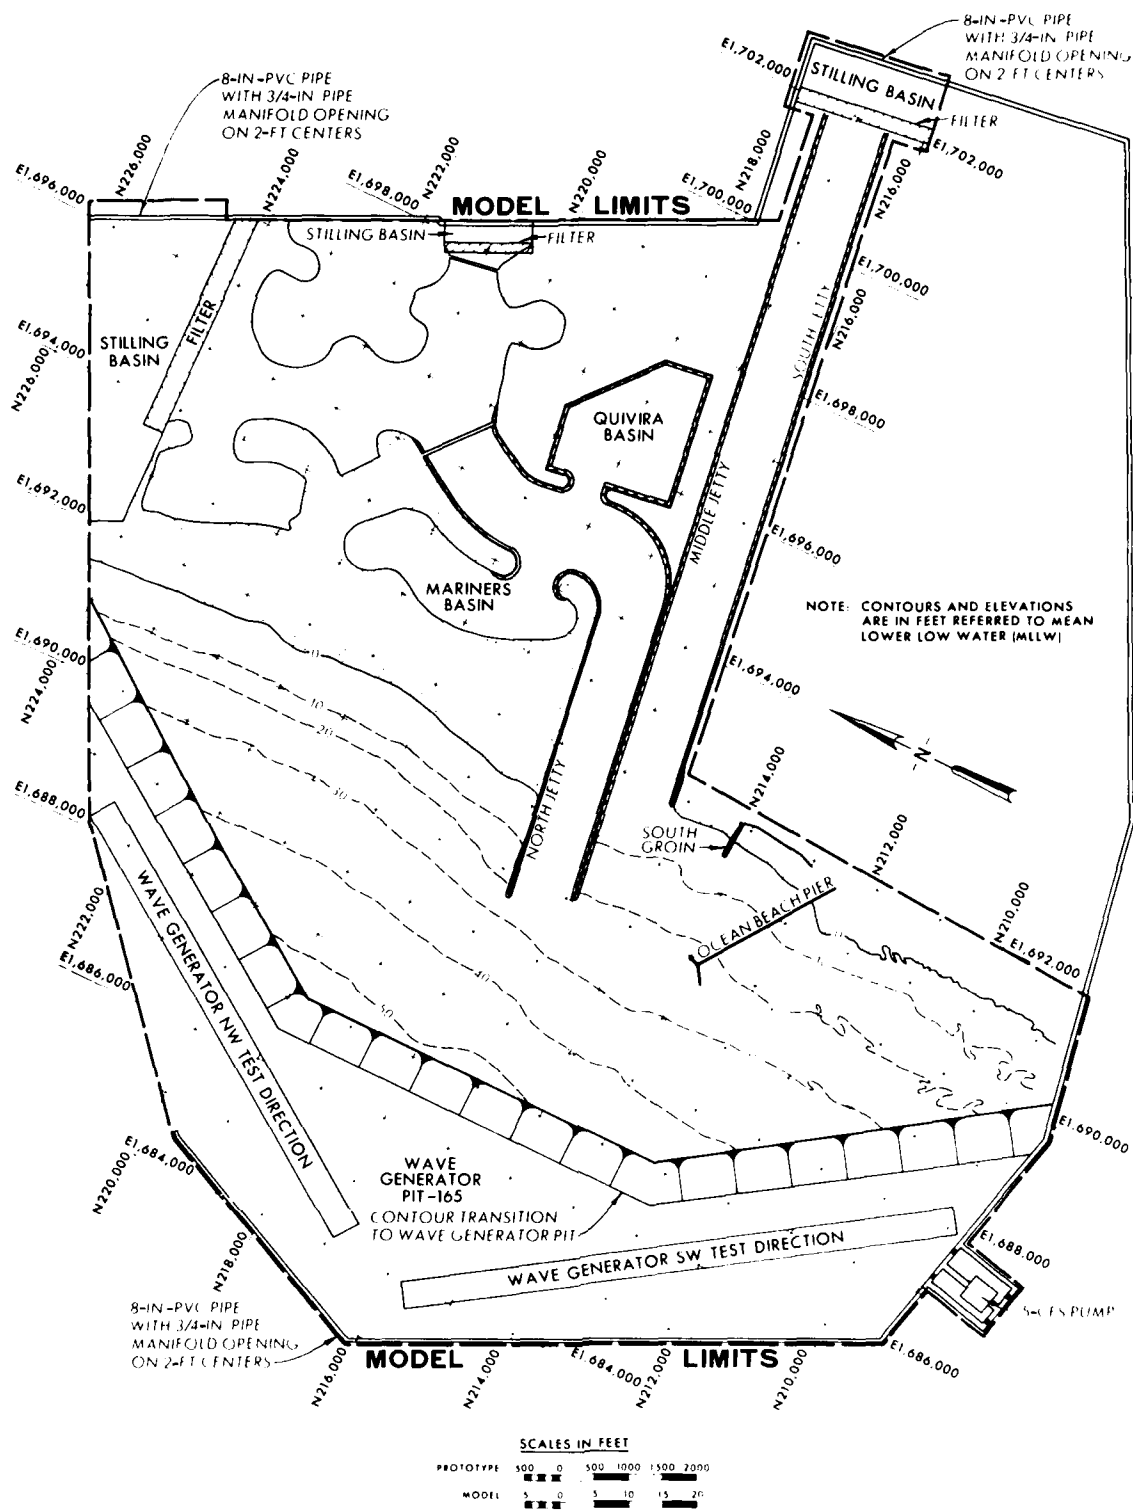 8-IN-PVC PIPE
WITH 3/4-IN PIPE
MANIFOLD OPENING
ON 2 FT CENTERS
E1,702,000
STILLING BASIN
FILTER
E1,702,000
8-IN-PVC PIPE
WITH 3/4-IN PIPE
MANIFOLD OPENING
ON 2-FT CENTERS
E1,696,000
N226,000
N224,000
E1,698,000
N222,000
N220,000
E1,700,000
N218,000
N216,000
MODEL LIMITS
STILLING BASIN
FILTER
E1,700,000
N216,000
E1,694,000
N226,000
STILLING
BASIN
FILTER
SOUTH
E1,698,000
QUIVIRA
BASIN
MIDDLE JETTY
E1,692,000
E1,696,000
MARINERS
BASIN
NOTE: CONTOURS AND ELEVATIONS
ARE IN FEET REFERRED TO MEAN
LOWER LOW WATER (MLLW)
E1,690,000
N224,000
0
10
20
30
E1,694,000
N
N214,000
E1,688,000
NORTH JETTY
SOUTH
GROIN
N212,000
OCEAN BEACH PIER
N210,000
E1,692,000
N222,000
E1,686,000
WAVE GENERATOR NW TEST DIRECTION
40
50
E1,690,000
E1,684,000
N220,000
WAVE
GENERATOR
PIT -165
CONTOUR TRANSITION
TO WAVE GENERATOR PIT
N218,000
WAVE GENERATOR SW TEST DIRECTION
E1,688,000
8-IN-PVC PIPE
WITH 3/4-IN PIPE
MANIFOLD OPENING
ON 2-FT CENTERS
5-CFS PUMP
MODEL LIMITS
N216,000
N214,000
E1,684,000
N212,000
N210,000
E1,686,000
SCALES IN FEET
PROTOTYPE 500 0 500 1000 1500 2000
MODEL 5 0 5 10 15 20